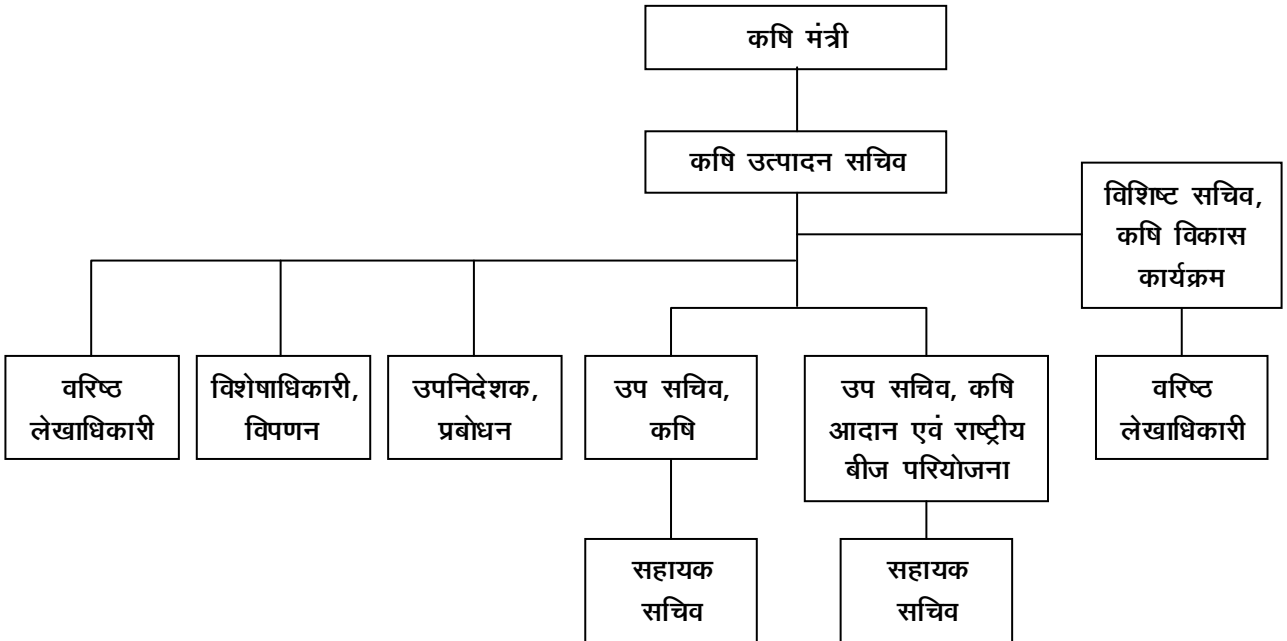 कषि मंत्री
कषि उत्पादन सचिव
विशिष्ट सचिव,
कषि विकास
कार्यक्रम
वरिष्ठ
लेखाधिकारी
विशेषाधिकारी,
विपणन
उपनिदेशक,
प्रबोधन
उप सचिव,
कषि
उप सचिव, कषि
आदान एवं राष्ट्रीय
बीज परियोजना
वरिष्ठ
लेखाधिकारी
सहायक
सचिव
सहायक
सचिव